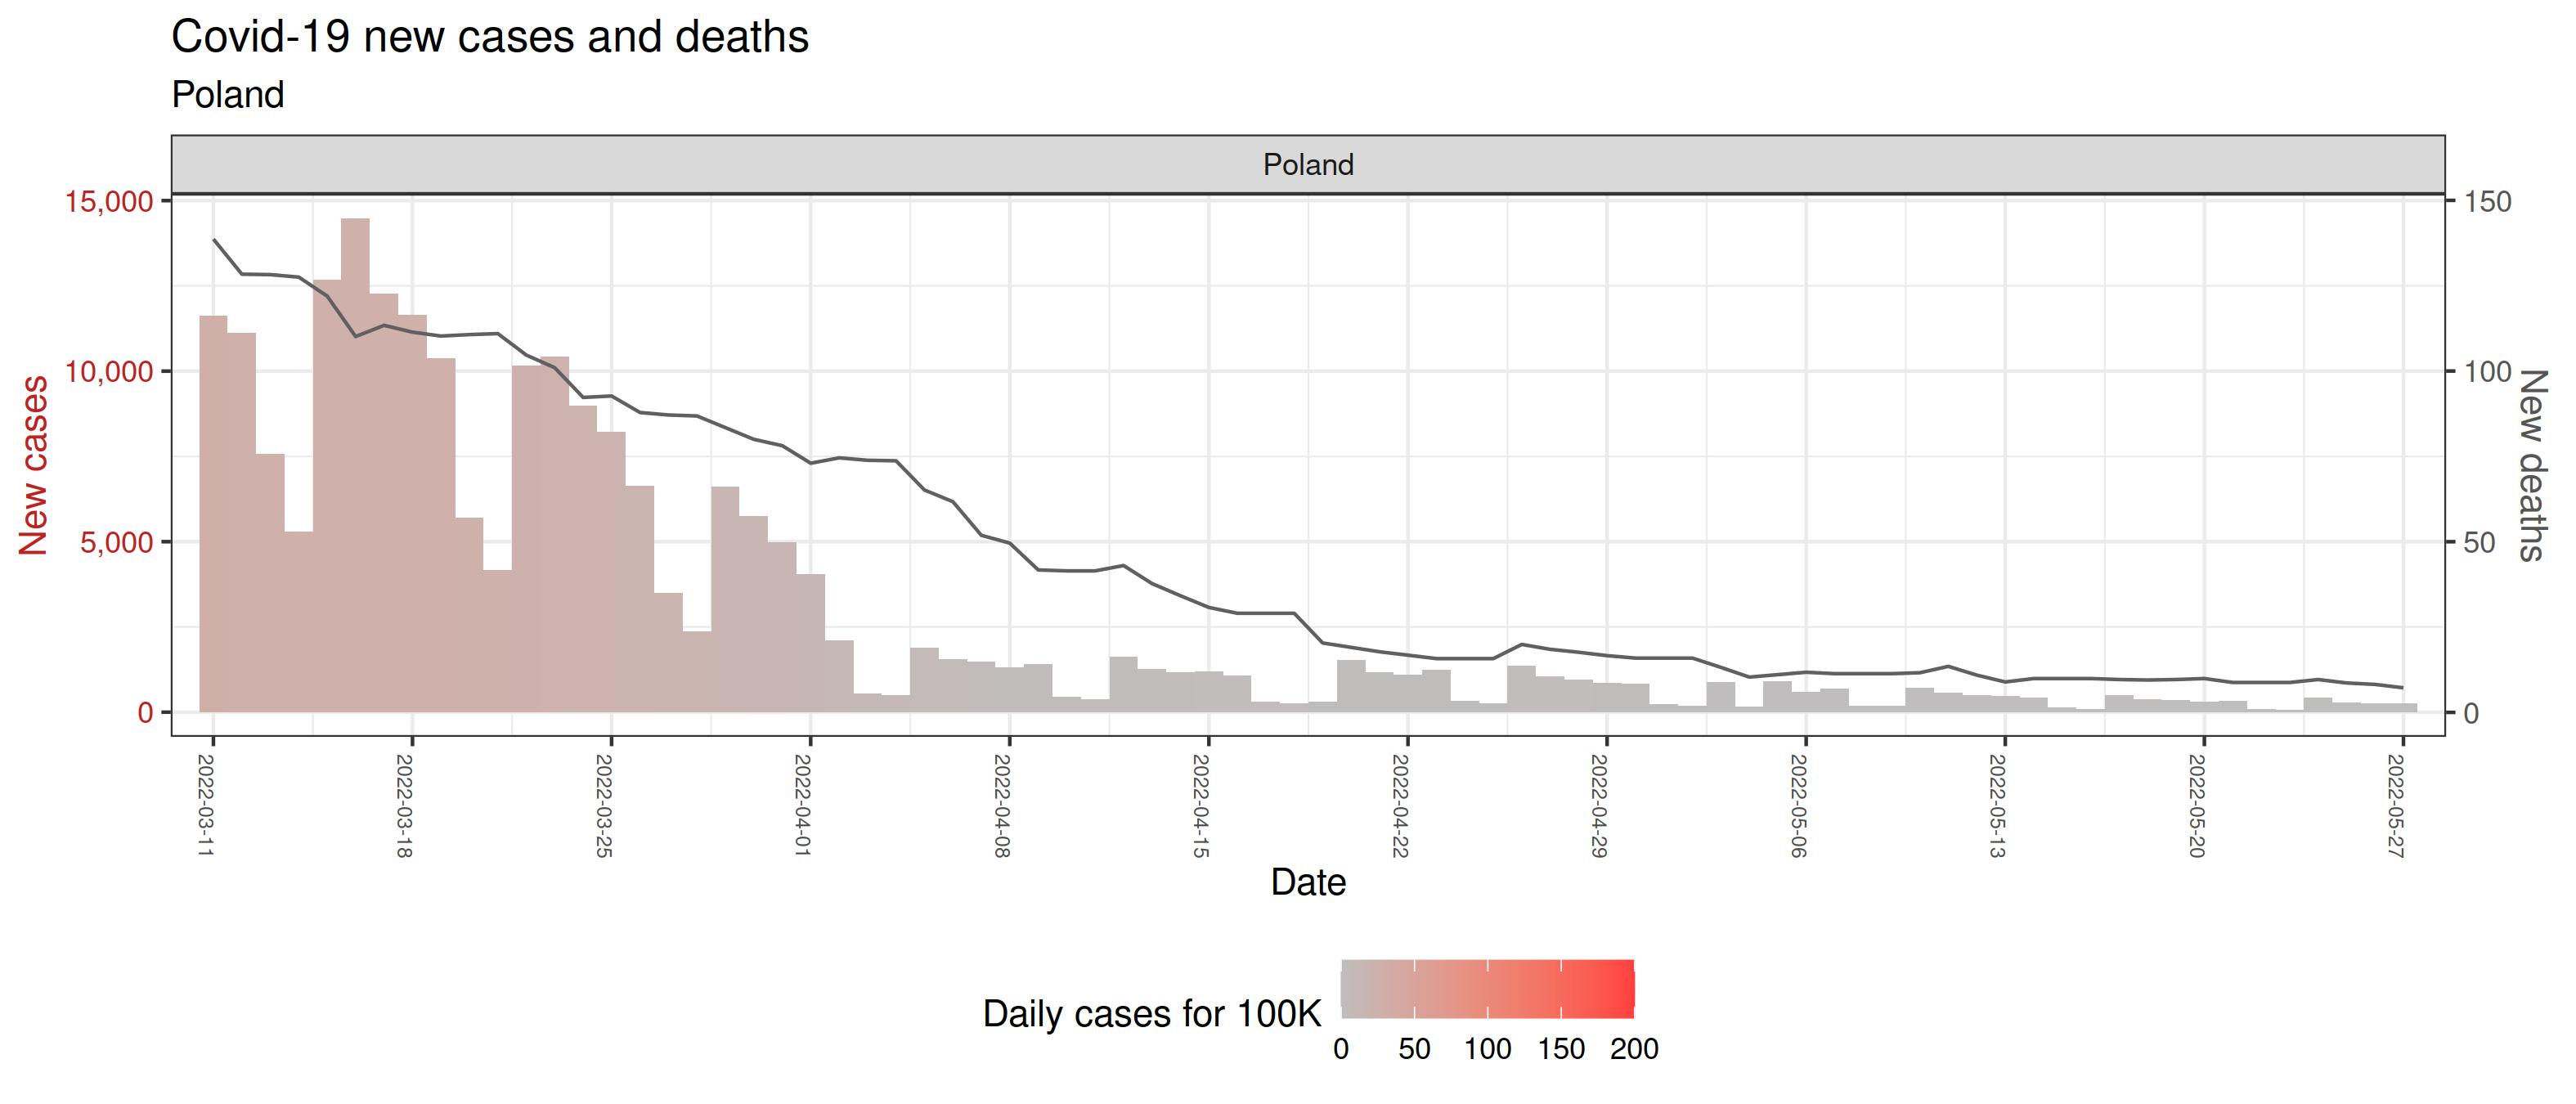 Covid-19 new cases and deaths
Poland
Poland
New cases
15,000
10,000
5,000
0
150
100
50
0
New deaths
2022-03-11
2022-03-18
2022-03-25
2022-04-01
2022-04-08
2022-04-15
2022-04-22
2022-04-29
2022-05-06
2022-05-13
2022-05-20
2022-05-27
Date
Daily cases for 100K
0 50 100 150 200